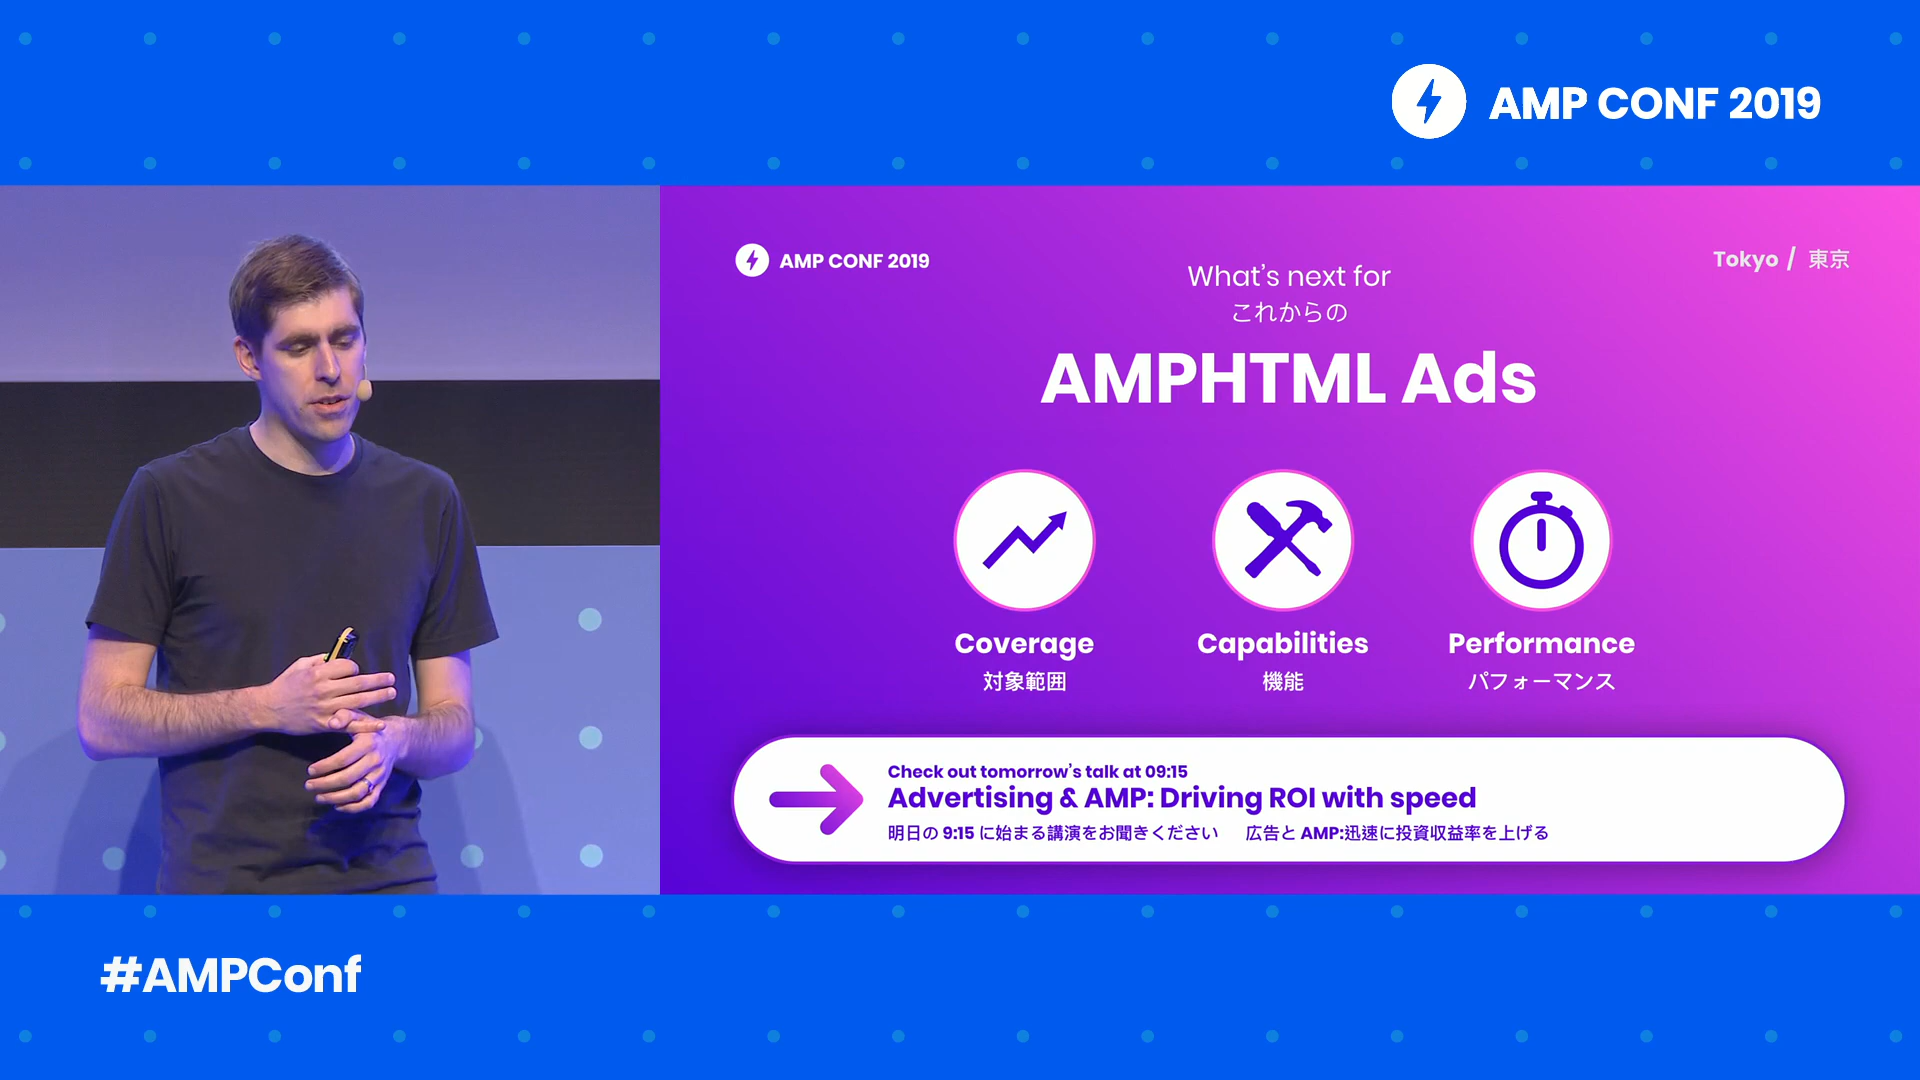 AMP CONF 2019
AMP CONF 2019
Tokyo / 東京
What's next for
これからの
AMPHTML Ads
Coverage
対象範囲
Capabilities
機能
Performance
パフォーマンス
Check out tomorrow's talk at 09:15
Advertising & AMP: Driving ROI with speed
明日の 9:15 に始まる講演をお聞きください 広告と AMP:迅速に投資収益率を上げる
#AMPConf